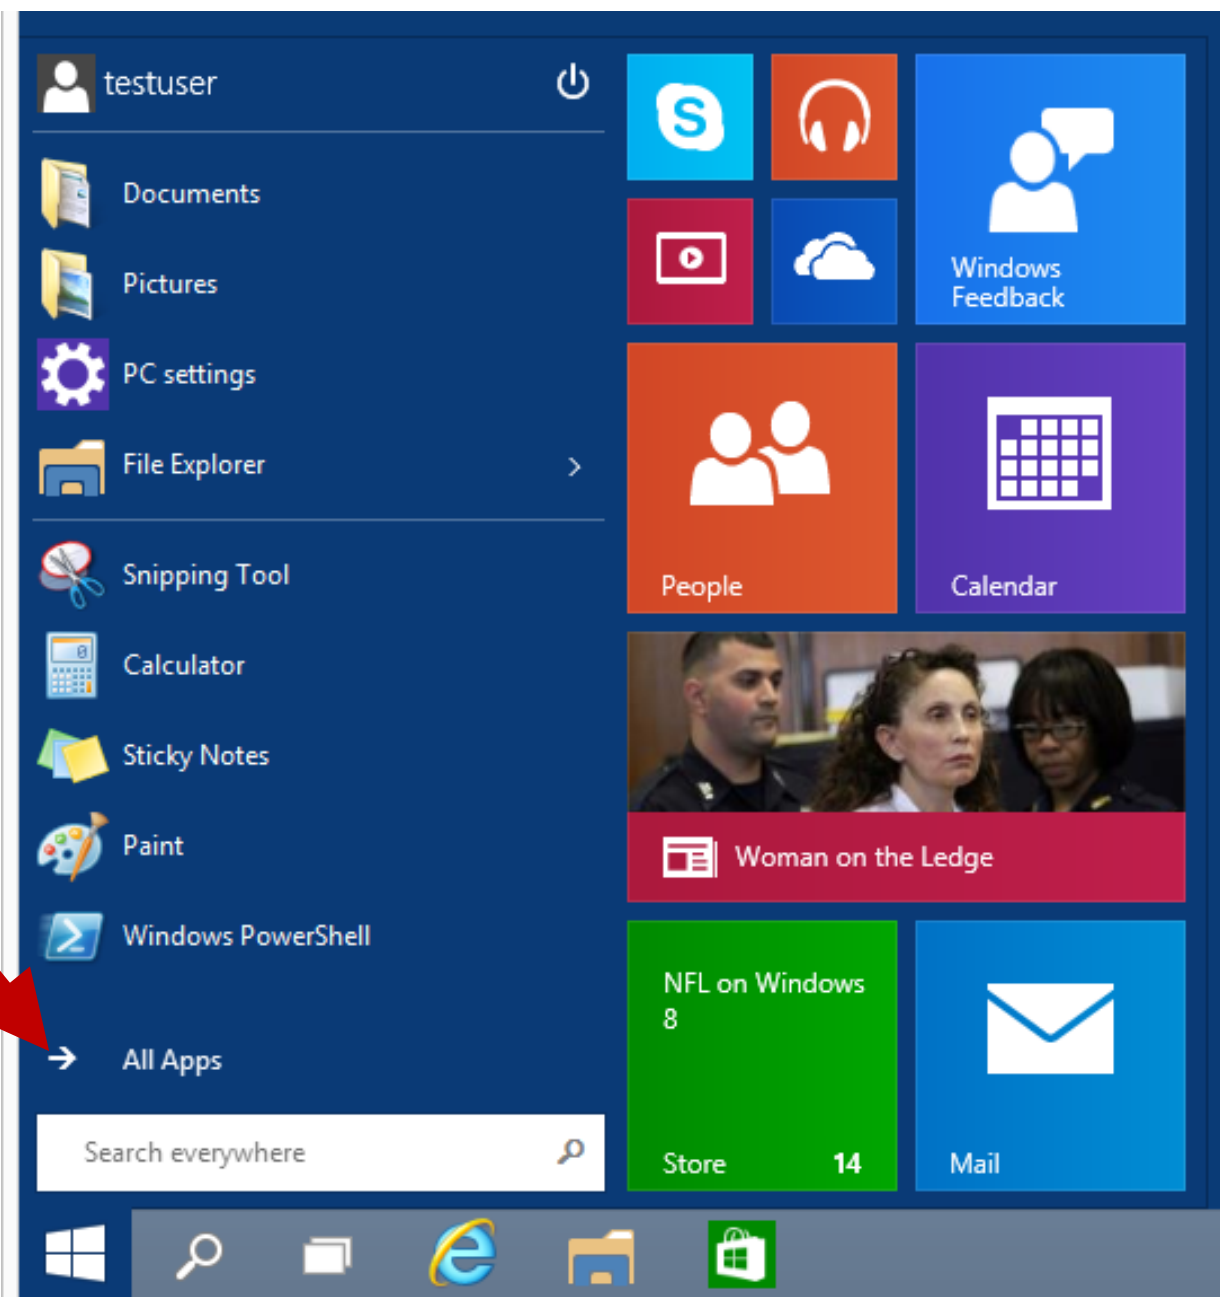 testuser
Documents
Pictures
PC settings
File Explorer
Snipping Tool
Calculator
Sticky Notes
Paint
Windows PowerShell
All Apps
Search everywhere
Windows
Feedback
People
Calendar
Woman on the Ledge
NFL on Windows
8
Store 14
Mail